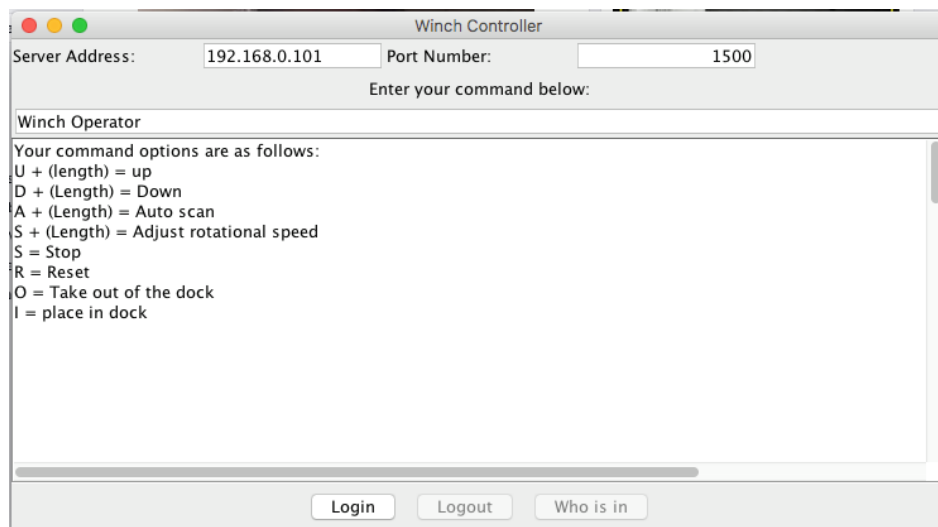 Winch Controller
Server Address: 192.168.0.101 Port Number: 1500
Enter your command below:
Winch Operator
Your command options are as follows:
U + (length) = up
D + (Length) = Down
A + (Length) = Auto scan
S + (Length) = Adjust rotational speed
S = Stop
R = Reset
O = Take out of the dock
I = place in dock
Login Logout Who is in